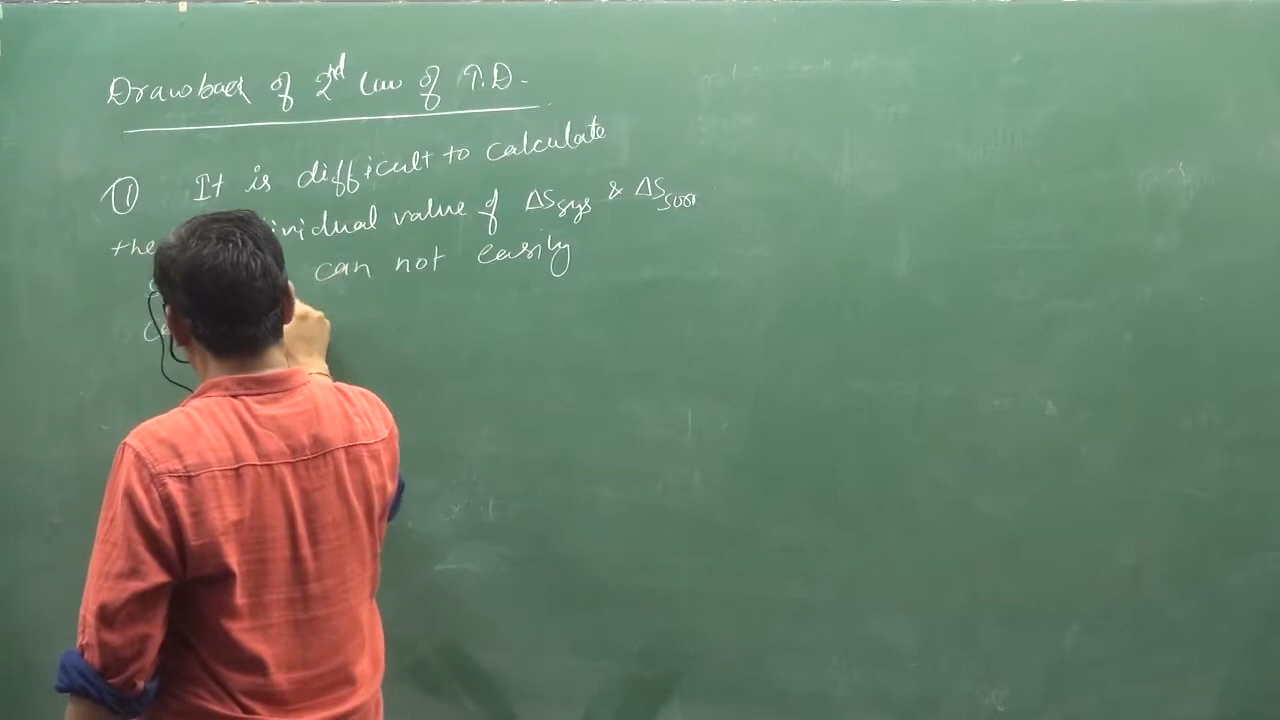 Drawback of 2nd law of T.D.
① It is difficult to calculate
the individual value of ΔSsys & ΔSsurr
can not easily